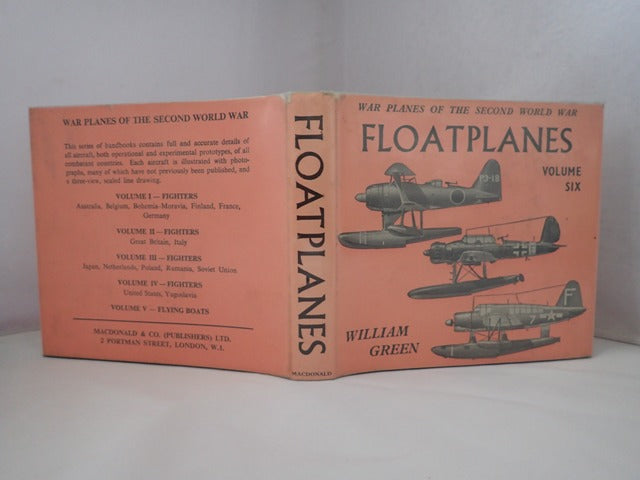 WAR PLANES OF THE SECOND WORLD WAR
This series of handbooks contains full and accurate details of
all aircraft, both operational and experimental prototypes, of all
combatant countries. Each aircraft is illustrated with photo-
graphs, many of which have not previously been published, and
a three-view, scaled line drawing.
VOLUME I — FIGHTERS
Australia, Belgium, Bohemia-Moravia, Finland, France,
Germany
VOLUME II — FIGHTERS
Great Britain, Italy
VOLUME III — FIGHTERS
Japan, Netherlands, Poland, Rumania, Soviet Union
VOLUME IV — FIGHTERS
United States, Yugoslavia
VOLUME V — FLYING BOATS
MACDONALD & CO. (PUBLISHERS) LTD.
2 PORTMAN STREET, LONDON, W.1.
FLOATPLANES
MACDONALD
WAR PLANES OF THE SECOND WORLD WAR
FLOATPLANES
VOLUME
SIX
P3-18
F
7
WILLIAM
GREEN